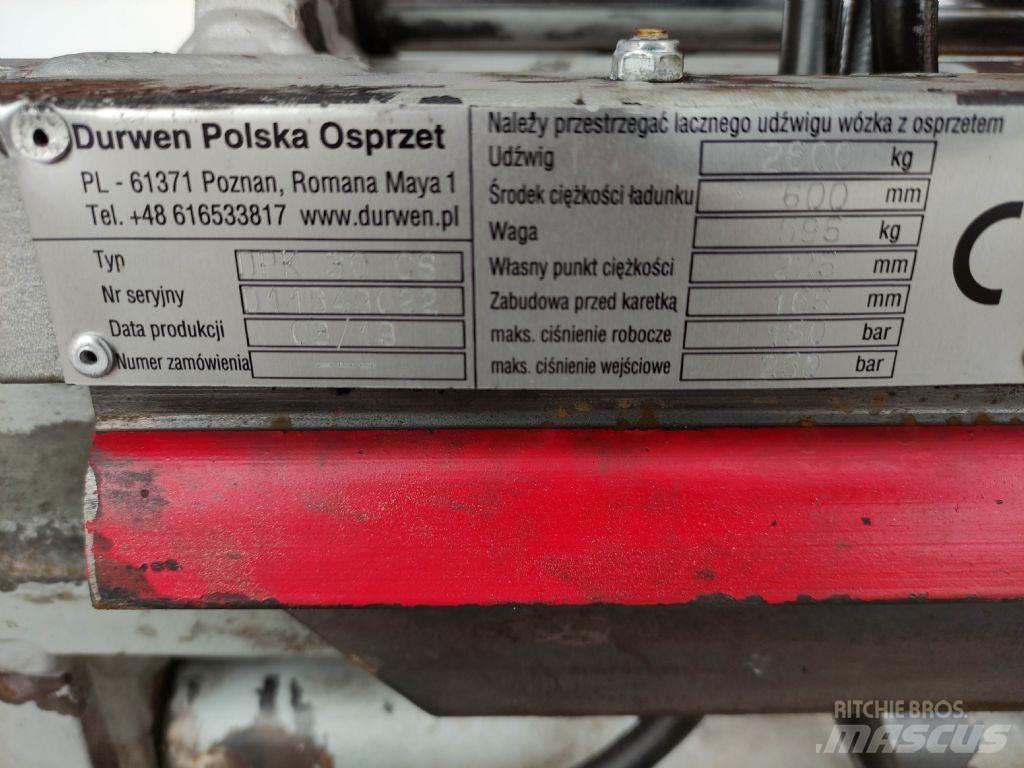 Durwen Polska Osprzet
PL - 61371 Poznan, Romana Maya 1
Tel. +48 616533817 www.durwen.pl
Typ
Nr seryjny
Data produkcji
Numer zamówienia
Należy przestrzegać lacznego udźwigu wózka z osprzetem
Udźwig kg
Środek ciężkości ładunku 600 mm
Waga kg
Własny punkt ciężkości mm
Zabudowa przed karetką mm
maks. ciśnienie robocze bar
maks. ciśnienie wejściowe bar
RITCHIE BROS.
MASCUS